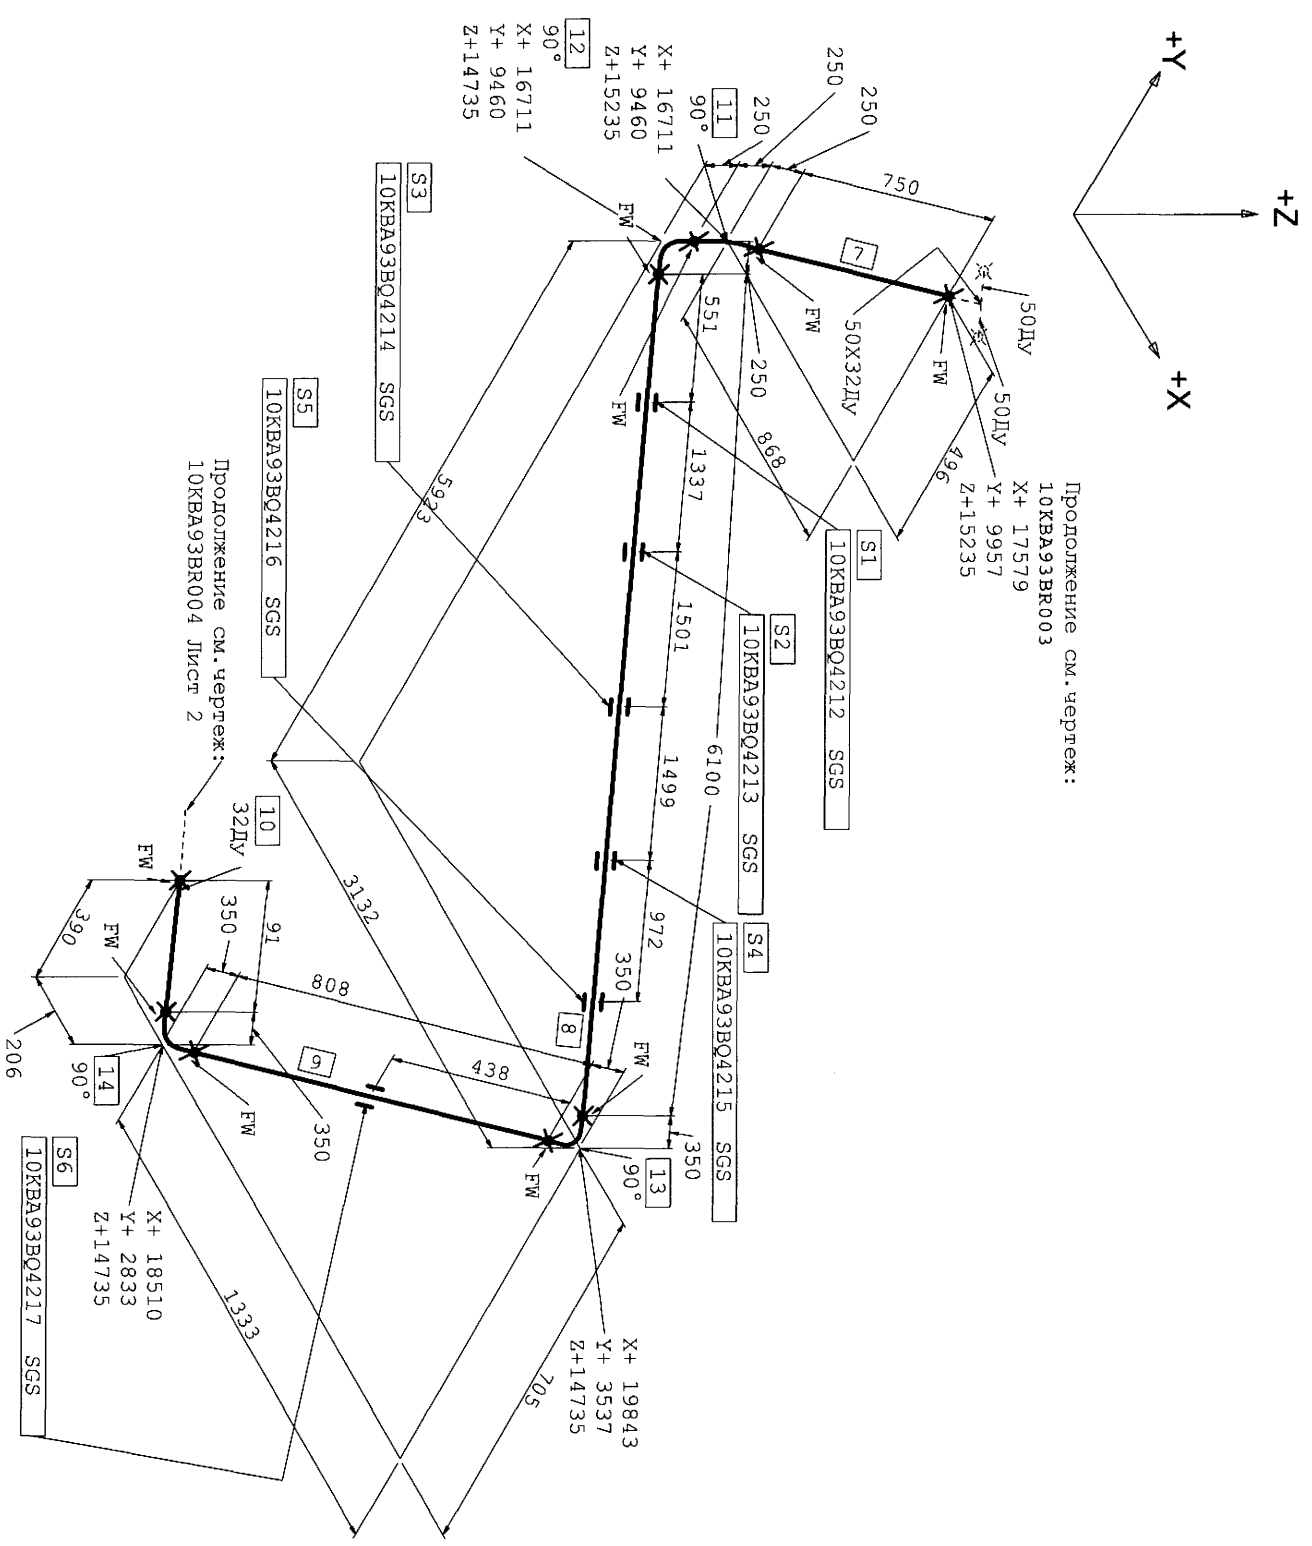 +Y
+Z
+X
12
90°
X+ 16711
Y+ 9460
Z+14735
X+ 16711
Y+ 9460
Z+15235
11
90°
250
250
250
750
7
FW
FW
FW
FW
FW
50Ду
50Ду
50X32Ду
496
868
250
Продолжение см.чертеж:
10KBA93BR003
X+ 17579
Y+ 9957
Z+15235
S1
10KBA93BQ4212 SGS
S2
10KBA93BQ4213 SGS
S3
10KBA93BQ4214 SGS
S4
10KBA93BQ4215 SGS
S5
10KBA93BQ4216 SGS
551
1337
1501
1499
972
6100
350
350
5923
3132
8
FW
FW
13
90°
X+ 19843
Y+ 3537
Z+14735
705
1333
438
808
9
350
350
91
FW
FW
FW
10
32Ду
Продолжение см.чертеж:
10KBA93BR004 Лист 2
390
206
14
90°
X+ 18510
Y+ 2833
Z+14735
S6
10KBA93BQ4217 SGS